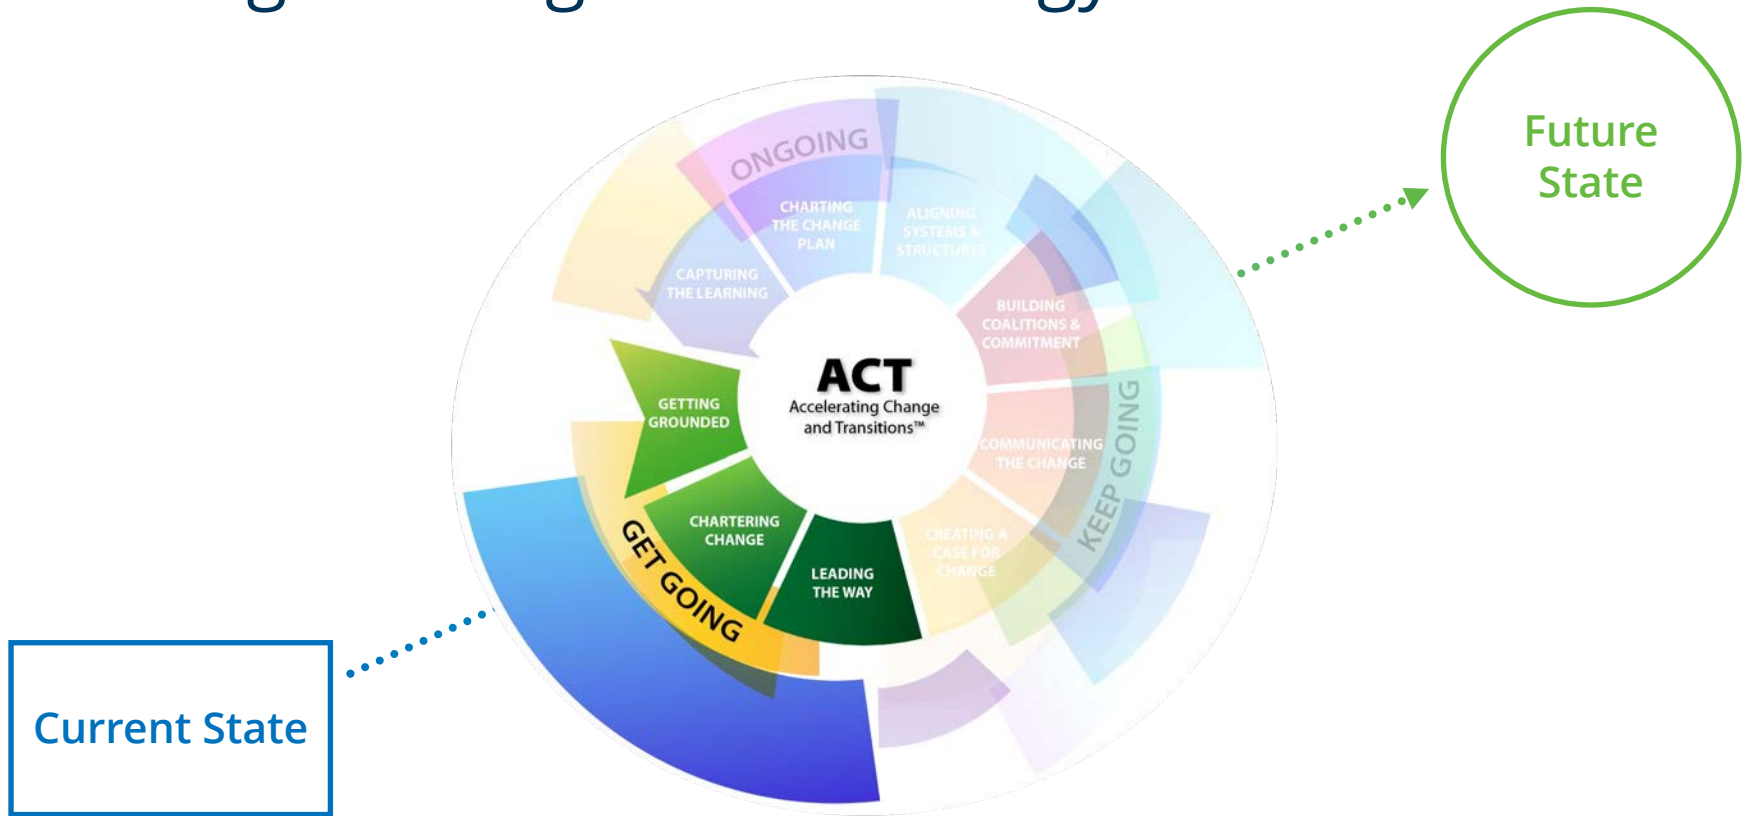 Future
State
ONGOING
CHARTING
THE CHANGE
PLAN
ALIGNING
SYSTEMS &
STRUCTURES
CAPTURING
THE LEARNING
BUILDING
COALITIONS &
COMMITMENT
ACT
Accelerating Change
and Transitions™
GETTING
GROUNDED
KEEP GOING
COMMUNICATING
THE CHANGE
CHARTERING
CHANGE
CREATING A
CASE FOR
CHANGE
GET GOING
LEADING
THE WAY
Current State